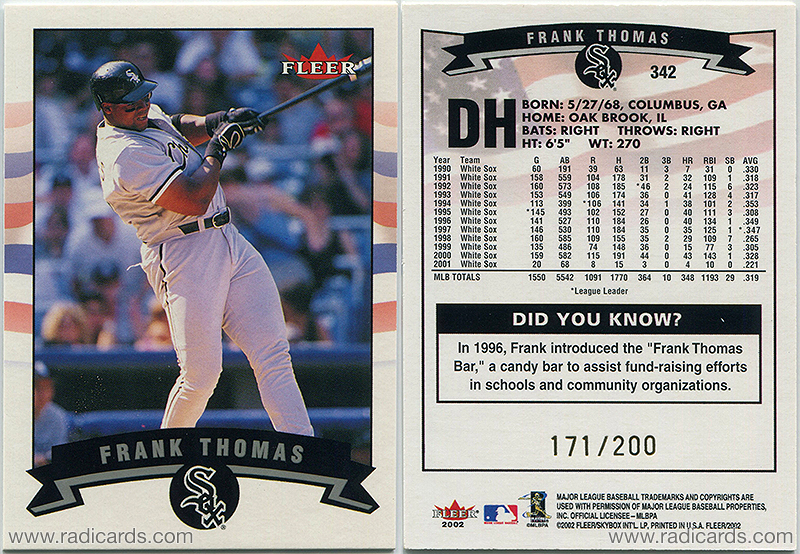 FLEER
FRANK THOMAS
Sox
www.radicards.com
FRANK THOMAS
Sox
342
DH
BORN: 5/27/68, COLUMBUS, GA
HOME: OAK BROOK, IL
BATS: RIGHT THROWS: RIGHT
HT: 6'5" WT: 270
Year Team G AB R H 2B 3B HR RBI SB AVG
1990 White Sox 60 191 39 63 11 3 7 31 0 .330
1991 White Sox 158 559 104 178 31 2 32 109 1 .318
1992 White Sox 160 573 108 185 *46 2 24 115 6 .323
1993 White Sox 153 549 106 174 36 0 41 128 4 .317
1994 White Sox 113 399 *106 141 34 1 38 101 2 .353
1995 White Sox *145 493 102 152 27 0 40 111 3 .308
1996 White Sox 141 527 110 184 26 0 40 134 1 .349
1997 White Sox 146 530 110 184 35 0 35 125 1 *.347
1998 White Sox 160 585 109 155 35 2 29 109 7 .265
1999 White Sox 135 486 74 148 36 0 15 77 3 .305
2000 White Sox 159 582 115 191 44 0 43 143 1 .328
2001 White Sox 20 68 8 15 3 0 4 10 0 .221
MLB TOTALS 1550 5542 1091 1770 364 10 348 1193 29 .319
*League Leader
DID YOU KNOW?
In 1996, Frank introduced the "Frank Thomas
Bar," a candy bar to assist fund-raising efforts
in schools and community organizations.
171/200
FLEER
2002
©MLBPA
MAJOR LEAGUE BASEBALL TRADEMARKS AND COPYRIGHTS ARE
USED WITH PERMISSION OF MAJOR LEAGUE BASEBALL PROPERTIES,
INC. OFFICIAL LICENSEE – MLBPA
©2002 FLEER/SKYBOX INT'L. LP, PRINTED IN U.S.A. FLEER/2002
www.radicards.com